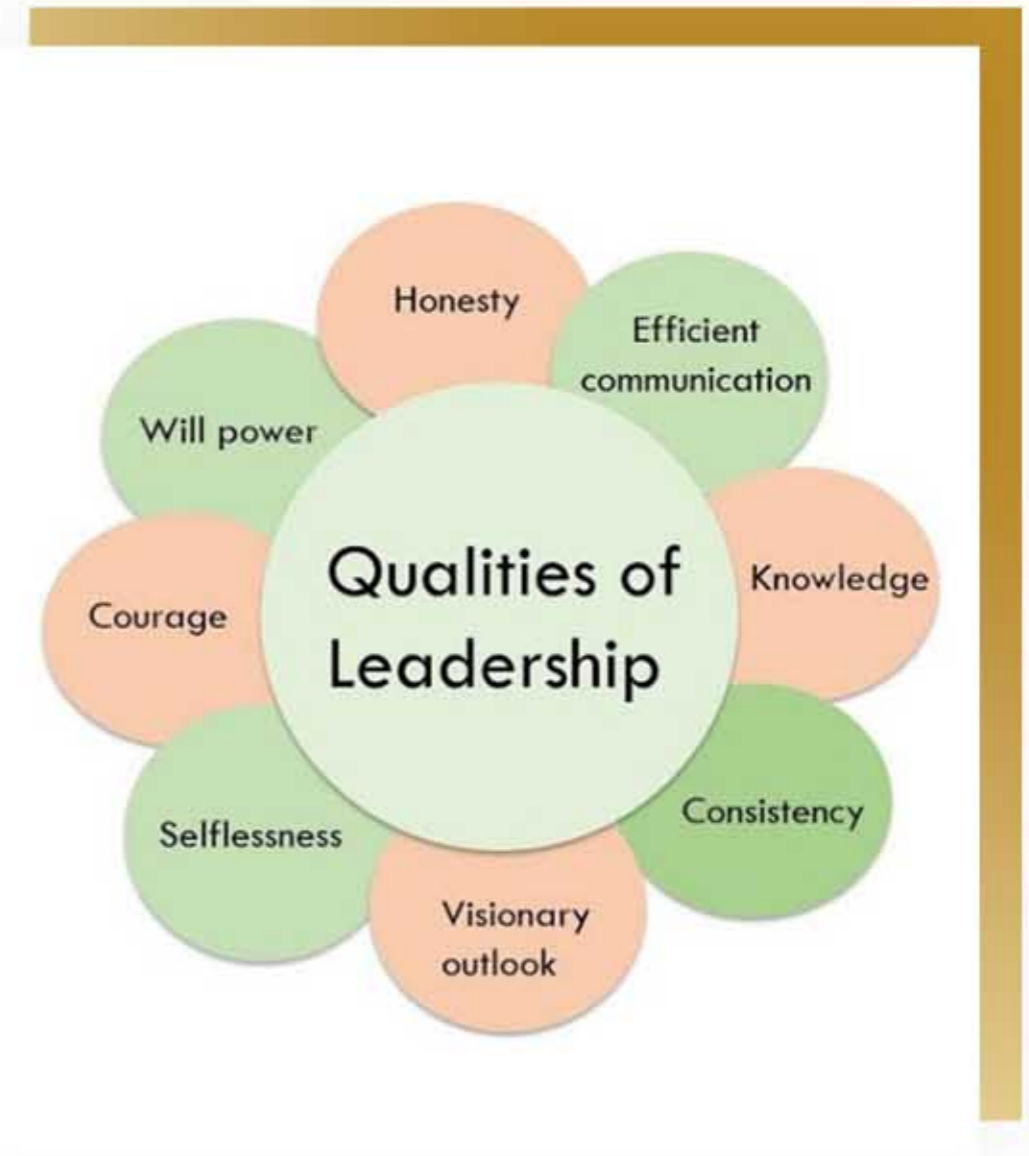 Honesty
Efficient
communication
Will power
Knowledge
Qualities of
Leadership
Courage
Consistency
Selflessness
Visionary
outlook